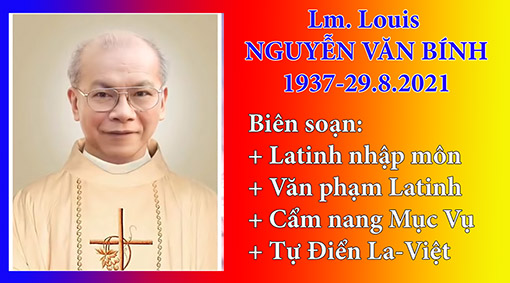 Lm. Louis
NGUYỄN VĂN BÍNH
1937-29.8.2021
Biên soạn:
+ Latinh nhập môn
+ Văn phạm Latinh
+ Cẩm nang Mục Vụ
+ Tự Điển La-Việt